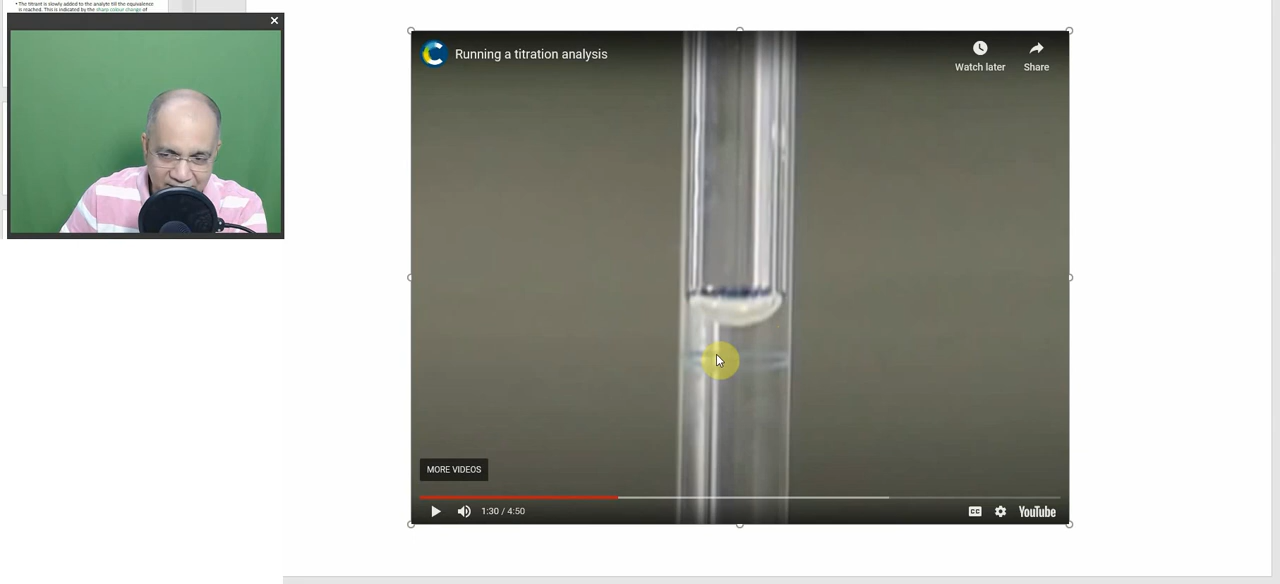 • The titrant is slowly added to the analyte till the equivalence
is reached. This is indicated by the sharp colour change of
Running a titration analysis
Watch later
Share
MORE VIDEOS
1:30 / 4:50
CC
YouTube